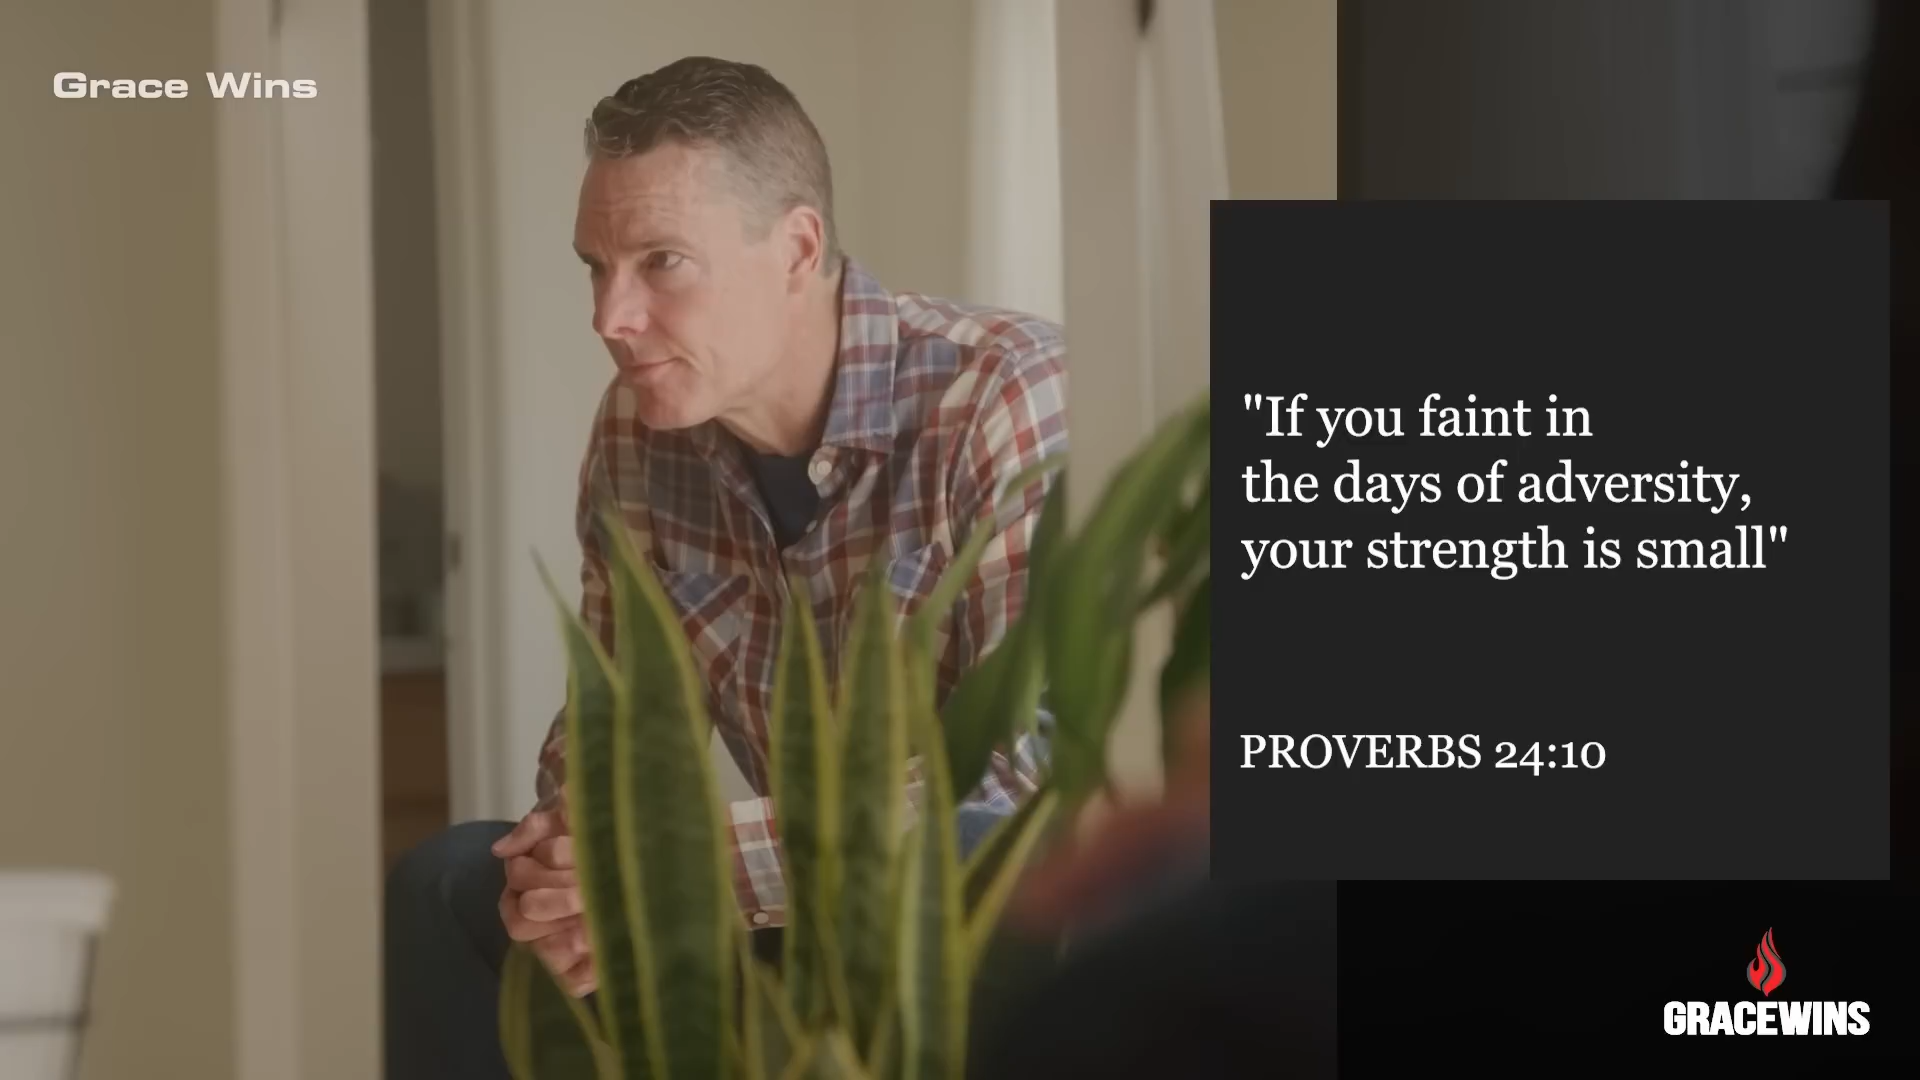 Grace Wins
"If you faint in
the days of adversity,
your strength is small"
PROVERBS 24:10
GRACEWINS